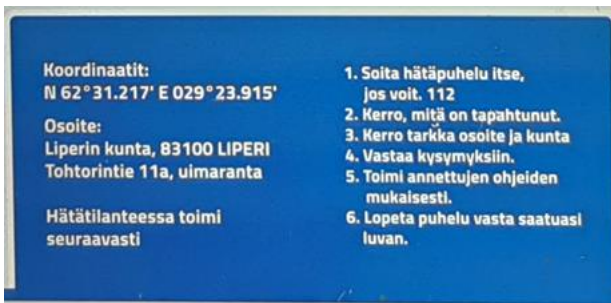 Koordinaatit:
N 62°31.217' E 029°23.915'
Osoite:
Liperin kunta, 83100 LIPERI
Tohtorintie 11a, uimaranta
Hätätilanteessa toimi
seuraavasti
1. Soita hätäpuhelu itse,
jos voit. 112
2. Kerro, mitä on tapahtunut.
3. Kerro tarkka osoite ja kunta
4. Vastaa kysymyksiin.
5. Toimi annettujen ohjeiden
mukaisesti.
6. Lopeta puhelu vasta saatuasi
luvan.